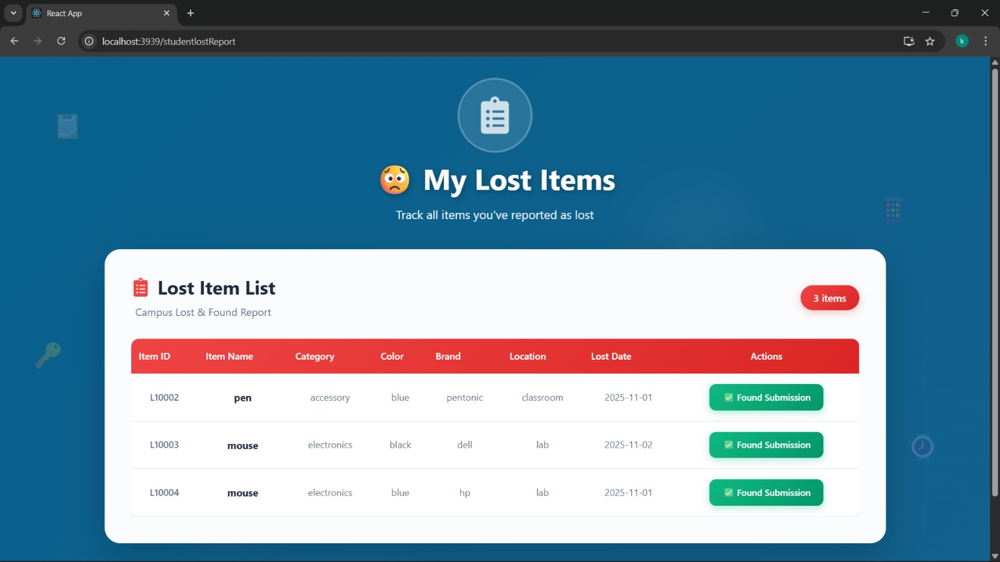 React App
localhost:3939/studentlostReport
k
😟 My Lost Items
Track all items you've reported as lost
Lost Item List
Campus Lost & Found Report
3 items
Item ID Item Name Category Color Brand Location Lost Date Actions
L10002 pen accessory blue pentonic classroom 2025-11-01 ✅ Found Submission
L10003 mouse electronics black dell lab 2025-11-02 ✅ Found Submission
L10004 mouse electronics blue hp lab 2025-11-01 ✅ Found Submission